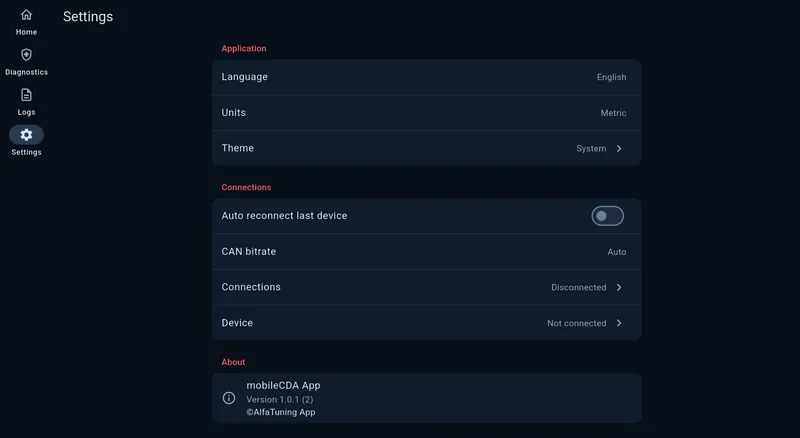 Settings
Home
Diagnostics
Logs
Settings
Application
Language English
Units Metric
Theme System
Connections
Auto reconnect last device
CAN bitrate Auto
Connections Disconnected
Device Not connected
About
mobileCDA App
Version 1.0.1 (2)
©AlfaTuning App